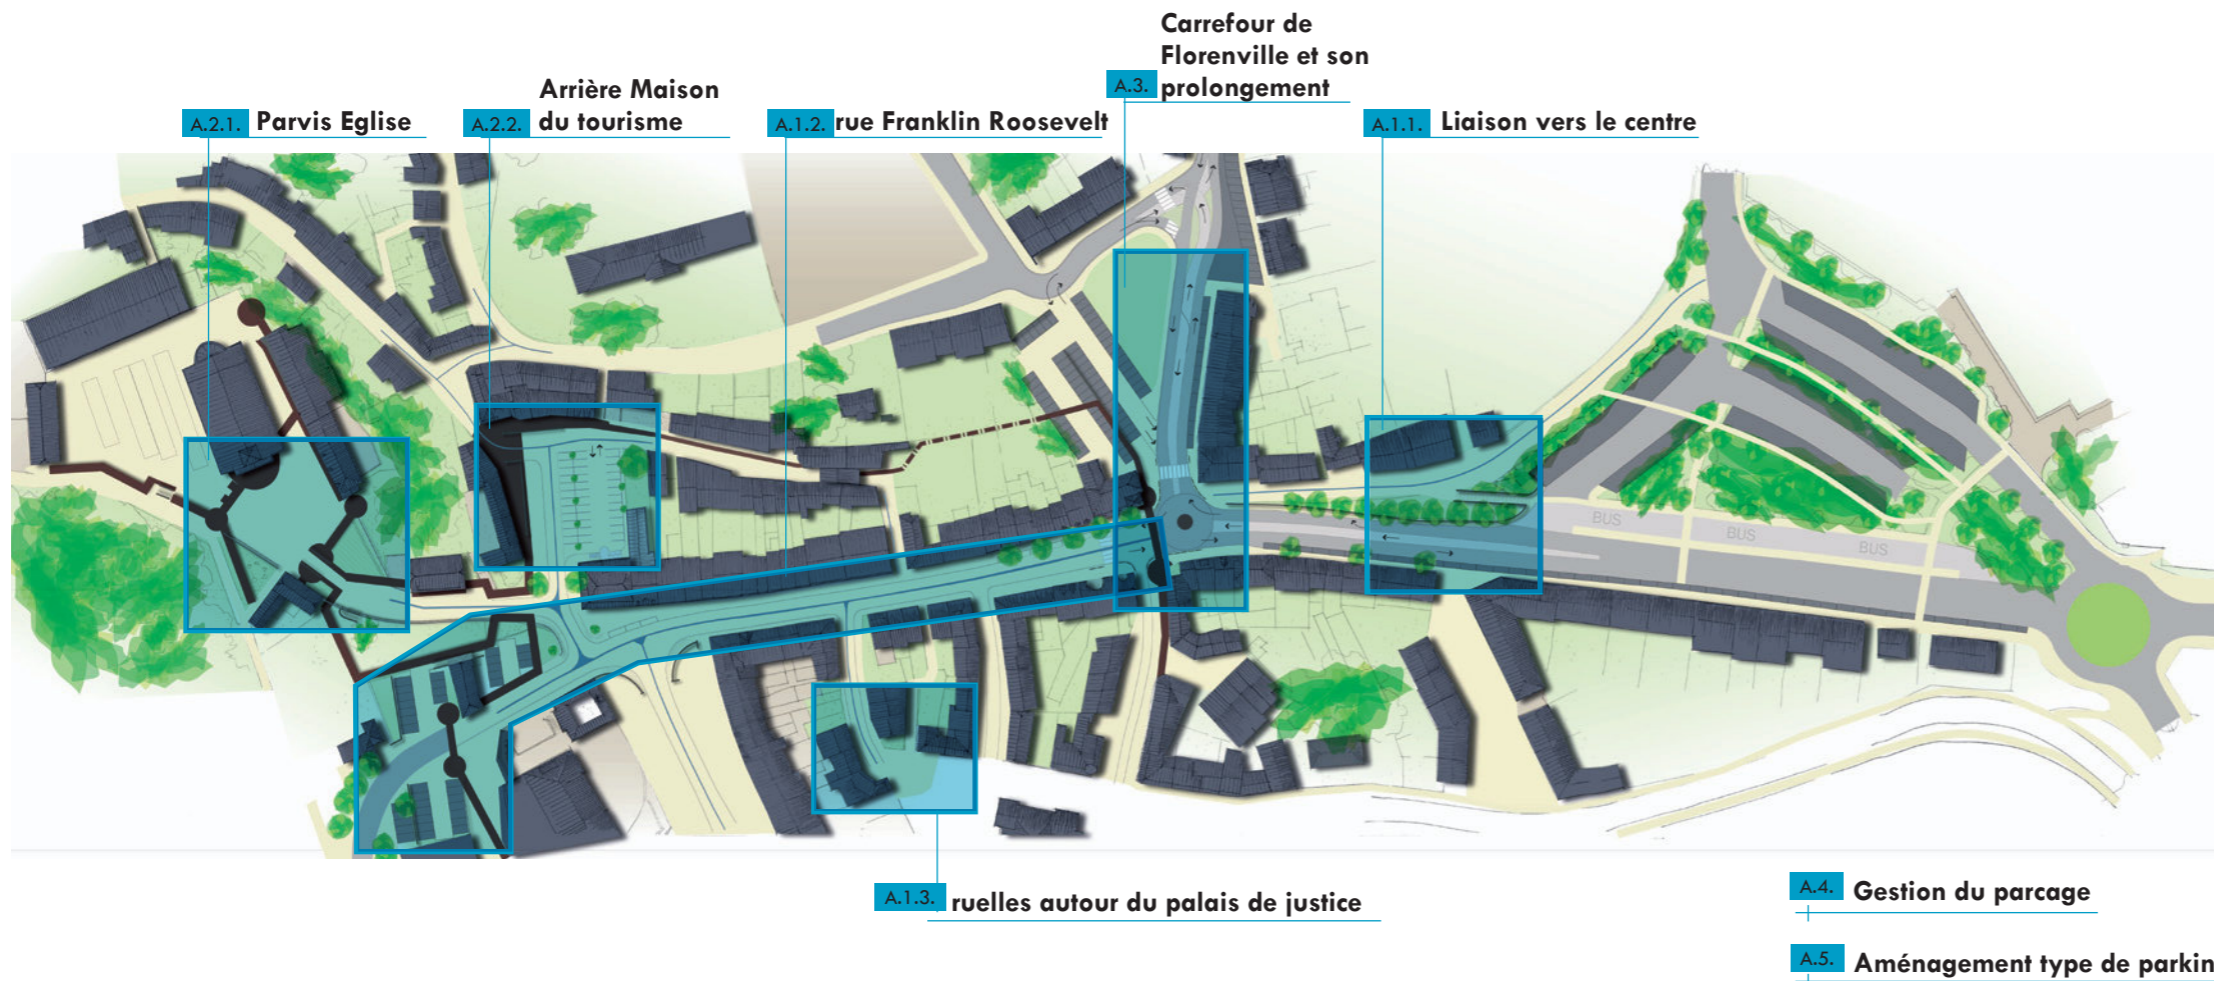 Carrefour de
Florenville et son
A.3. prolongement
Arrière Maison
A.2.1. Parvis Eglise
A.2.2. du tourisme
A.1.2. rue Franklin Roosevelt
A.1.1. Liaison vers le centre
BUS
BUS
BUS
A.1.3. ruelles autour du palais de justice
A.4. Gestion du parcage
A.5. Aménagement type de parkin